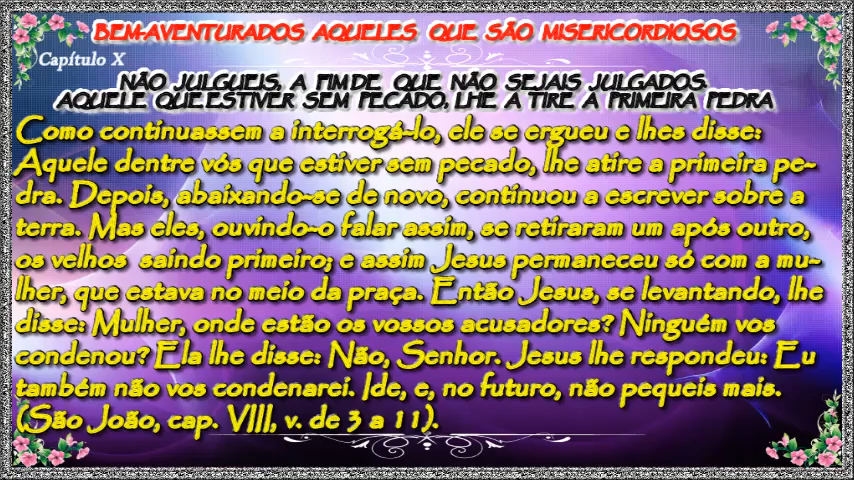 BEM-AVENTURADOS AQUELES QUE SÃO MISERICORDIOSOS
Capítulo X
NÃO JULGUEIS, A FIM DE QUE NÃO SEJAIS JULGADOS.
AQUELE QUE ESTIVER SEM PECADO, LHE A TIRE A PRIMEIRA PEDRA
Como continuassem a interrogá-lo, ele se ergueu e lhes disse:
Aquele dentre vós que estiver sem pecado, lhe atire a primeira pe-
dra. Depois, abaixando-se de novo, continuou a escrever sobre a
terra. Mas eles, ouvindo-o falar assim, se retiraram um após outro,
os velhos saindo primeiro; e assim Jesus permaneceu só com a mu-
lher, que estava no meio da praça. Então Jesus, se levantando, lhe
disse: Mulher, onde estão os vossos acusadores? Ninguém vos
condenou? Ela lhe disse: Não, Senhor. Jesus lhe respondeu: Eu
também não vos condenarei. Ide, e, no futuro, não pequeis mais.
(São João, cap. VIII, v. de 3 a 11).